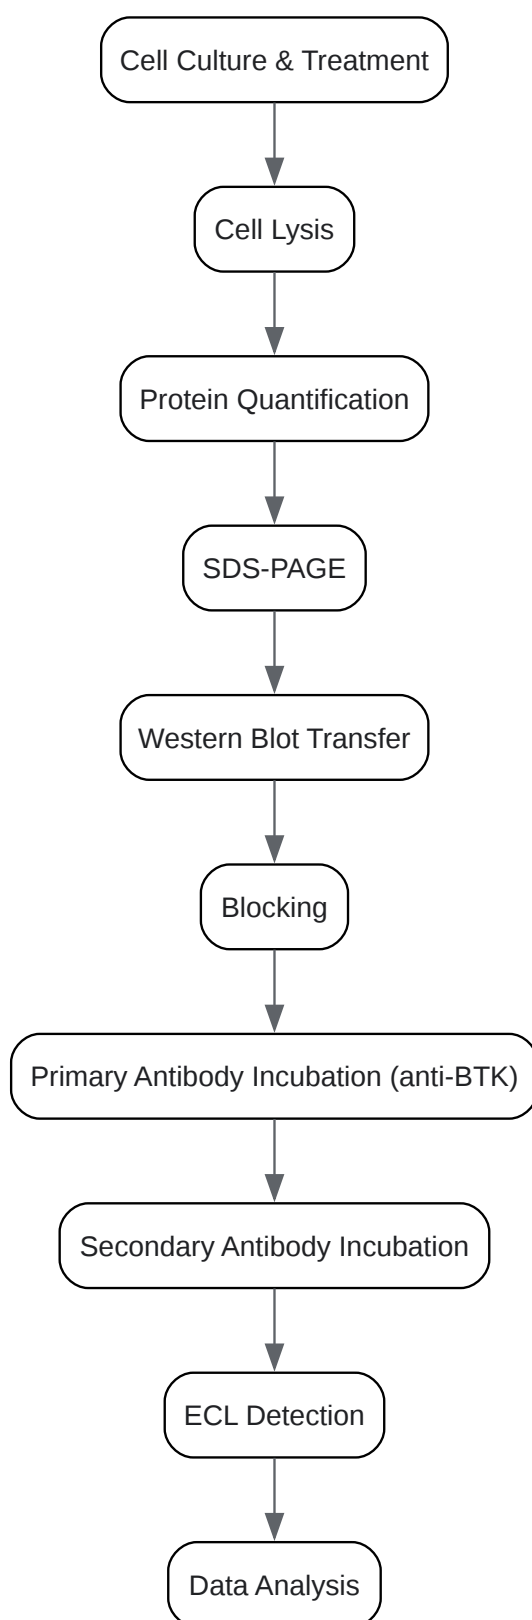 Cell Culture & Treatment
Cell Lysis
Protein Quantification
SDS-PAGE
Western Blot Transfer
Blocking
Primary Antibody Incubation (anti-BTK)
Secondary Antibody Incubation
ECL Detection
Data Analysis